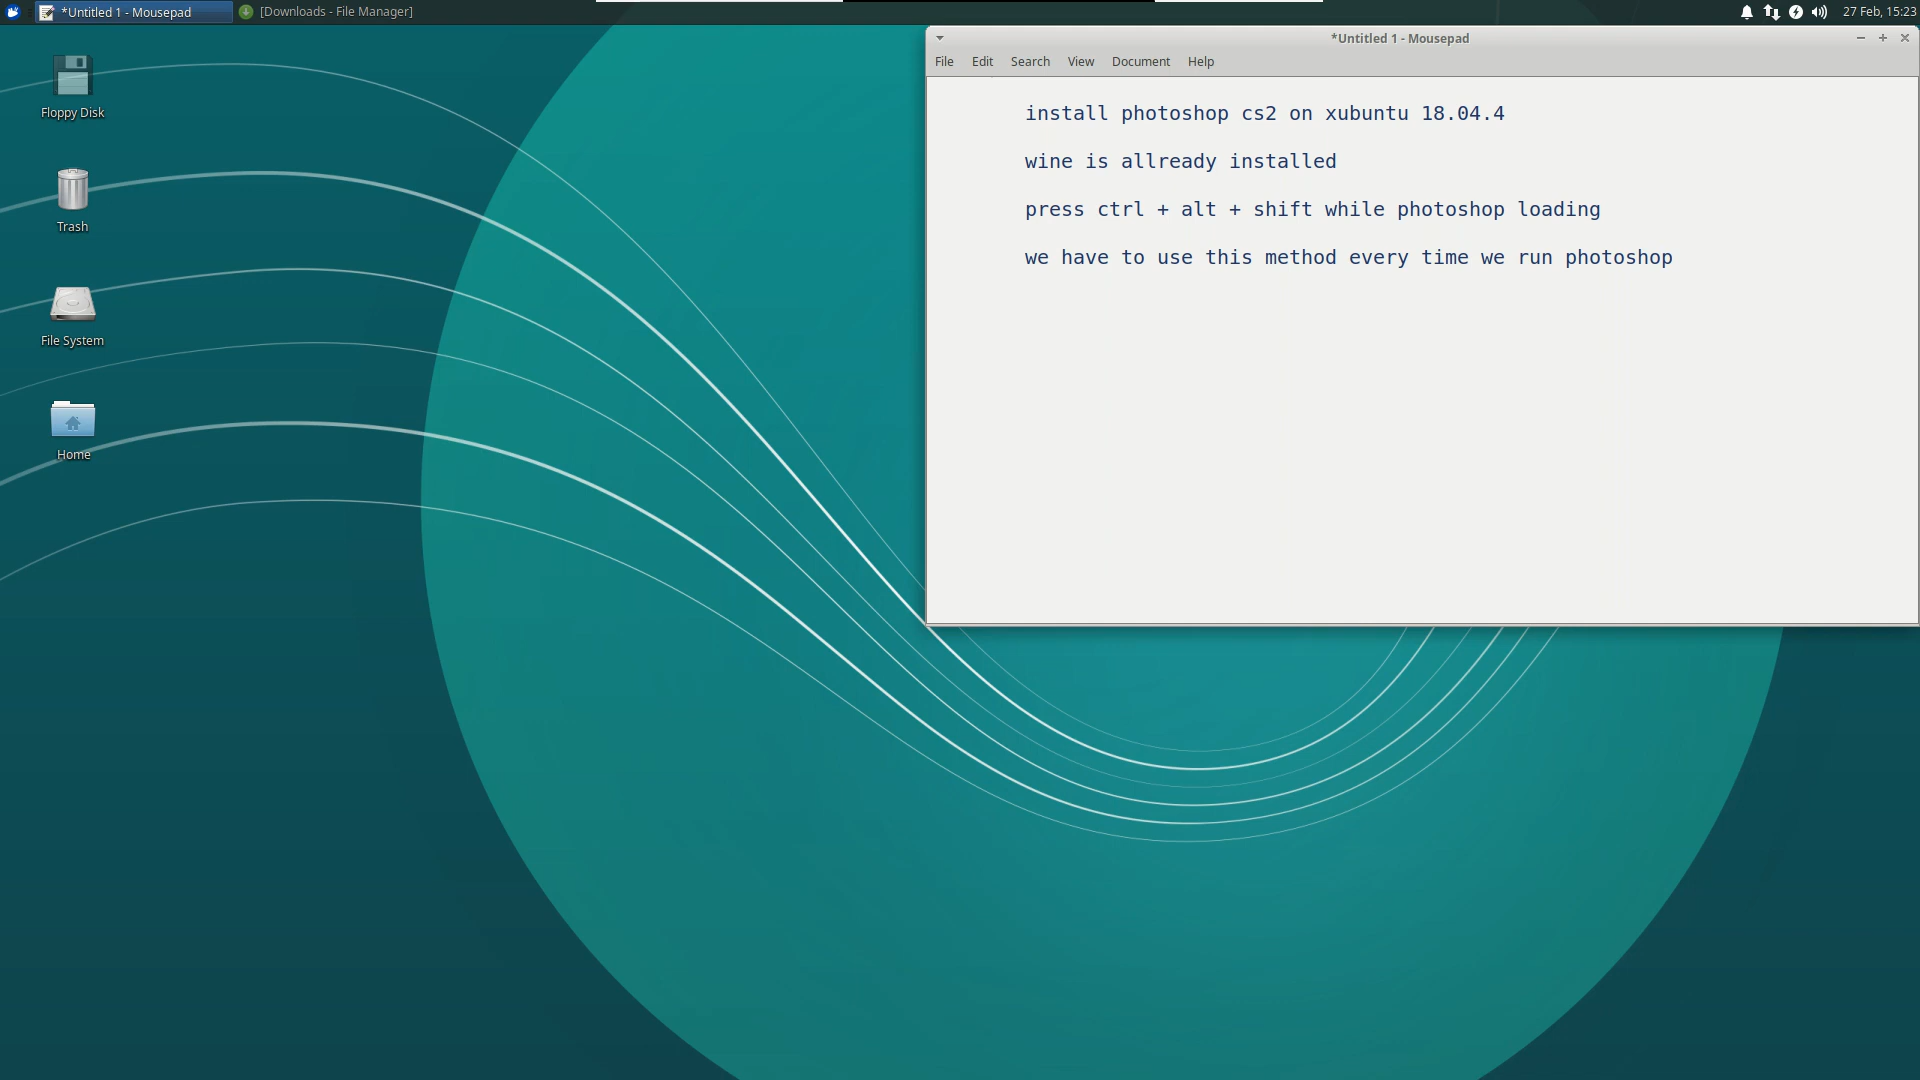 *Untitled 1 - Mousepad
[Downloads - File Manager]
27 Feb, 15:23
Floppy Disk
Trash
File System
Home
*Untitled 1 - Mousepad
File Edit Search View Document Help
install photoshop cs2 on xubuntu 18.04.4
wine is allready installed
press ctrl + alt + shift while photoshop loading
we have to use this method every time we run photoshop